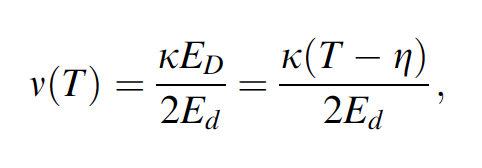 ν(T) = κE_D / 2E_d = κ(T − η) / 2E_d ,